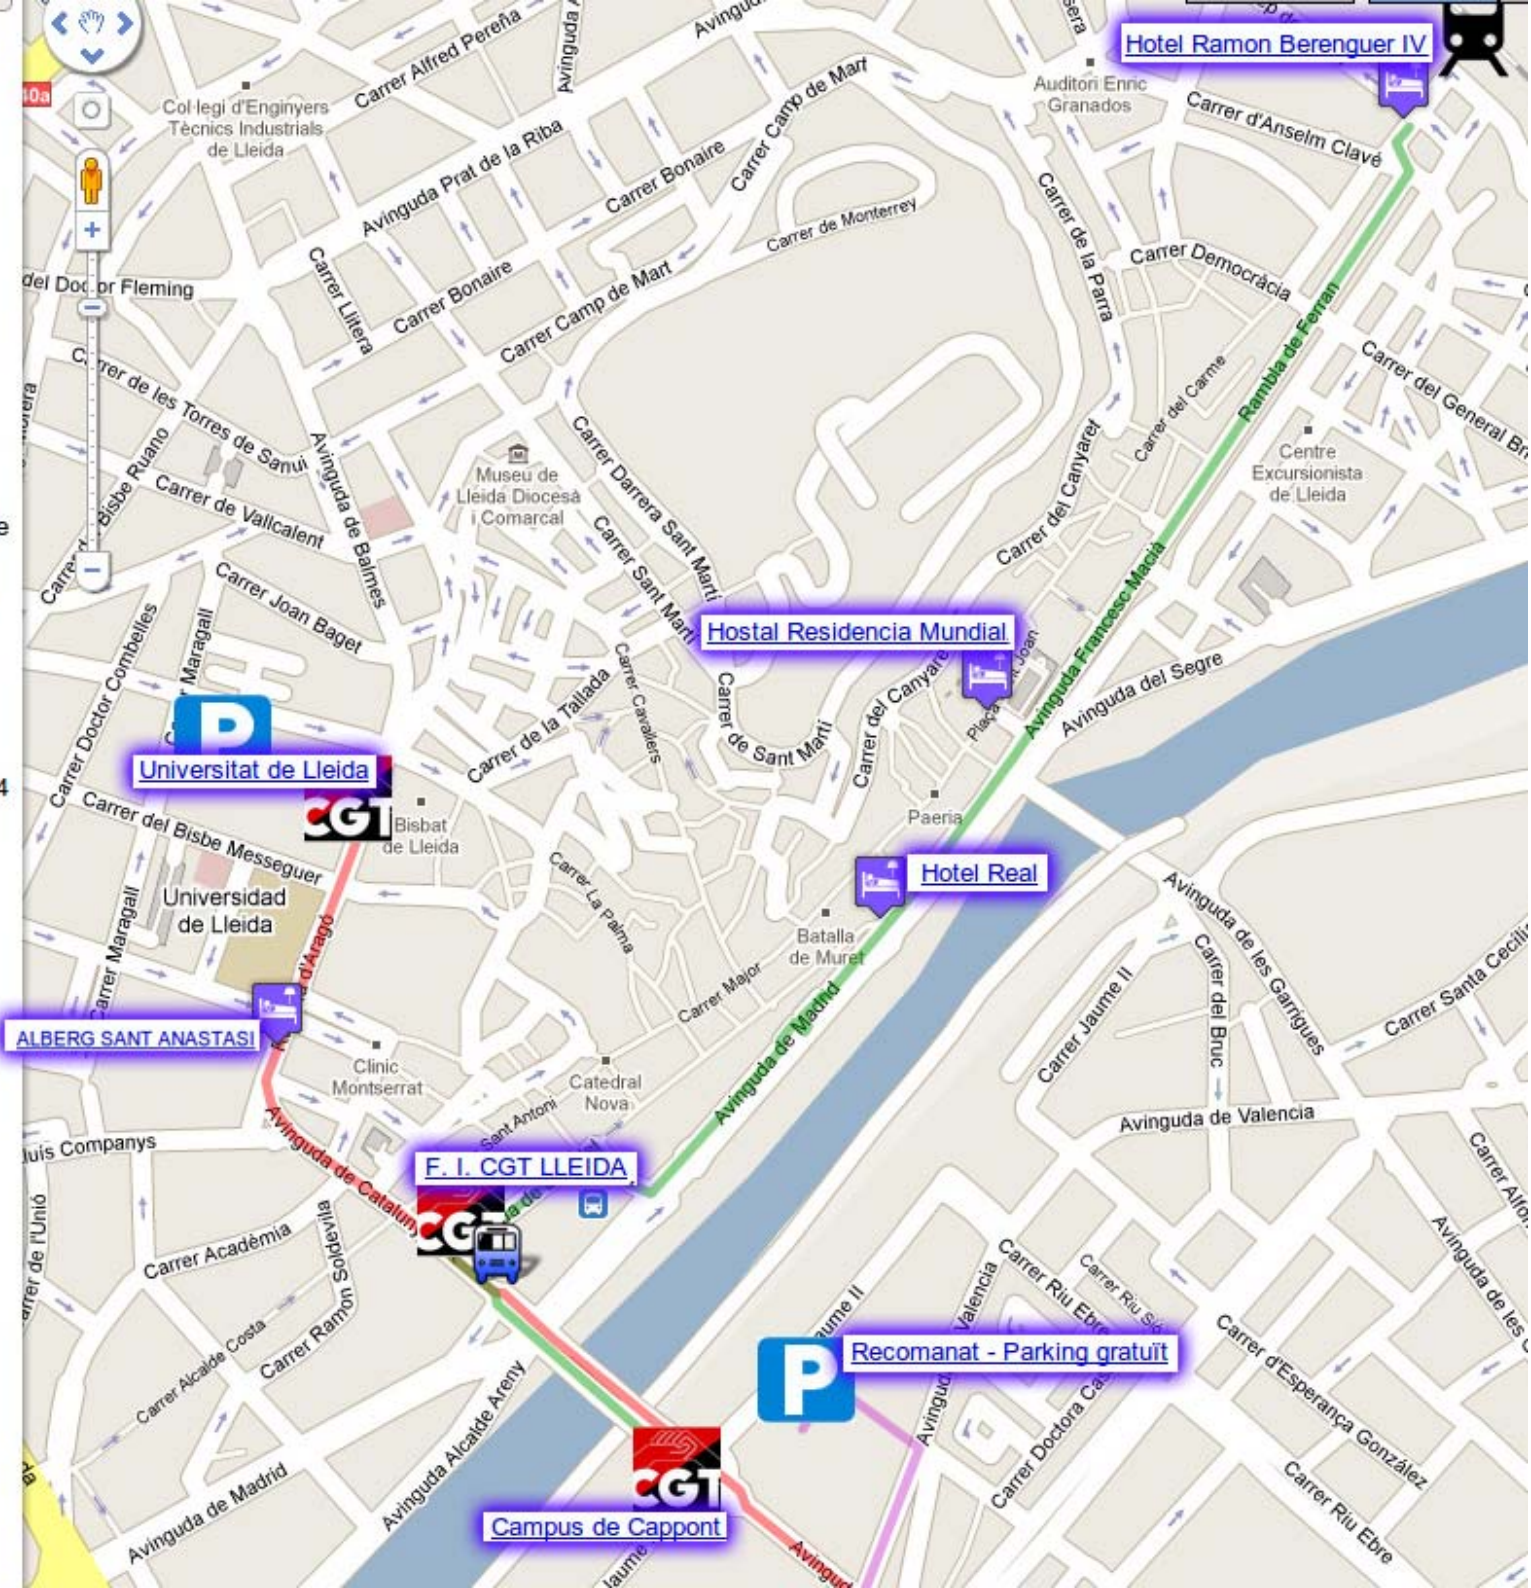 Hotel Ramon Berenguer IV
Carrer Alfred Pereña
Col·legi d'Enginyers
Tècnics Industrials
de Lleida
Auditori Enric
Granados
Carrer d'Anselm Clavé
Carrer Camp de Mart
Avinguda Prat de la Riba
Carrer Bonaire
Carrer de Monterrey
Carrer de la Parra
Carrer Democràcia
del Doctor Fleming
Carrer Llitera
Carrer Bonaire
Carrer Camp de Mart
Rambla de Ferran
Carrer de les Torres de Sanui
Carrer del Carme
Carrer del General
Avinguda de Balmes
Museu de
Lleida Diocesà
i Comarcal
Carrer Darrera Sant Martí
Carrer Sant Martí
Carrer del Canyaret
Centre
Excursionista
de Lleida
Bisbe Ruano
Carrer de Vallcalent
Carrer Joan Baget
Avinguda Francesc Macià
Hostal Residencia Mundial
Carrer Doctor Combelles
Maragall
Carrer Cavallers
Carrer de la Tallada
Carrer de Sant Martí
Carrer del Canyaret
Plaça
Joan
Avinguda del Segre
P
Universitat de Lleida
CGT
Bisbat
de Lleida
Paeria
Carrer del Bisbe Messeguer
Hotel Real
Carrer La Palma
Universidad
de Lleida
Batalla
de Muret
Avinguda de les Garrigues
Carrer Maragall
d'Aragó
Carrer Major
Carrer Jaume II
Carrer del Bruc
Carrer Santa Cecília
ALBERG SANT ANASTASI
Clinic
Montserrat
Catedral
Nova
Avinguda de Madrid
Sant Antoni
Avinguda de Valencia
Lluís Companys
Avinguda de Catalunya
F. I. CGT LLEIDA
CGT
Carrer Acadèmia
Carrer Ramon Soldevila
Carrer Alcalde Costa
Carrer Riu Ebre
Avinguda de les
P
Recomanat - Parking gratuït
Jaume II
Valencia
Carrer d'Esperança González
Avinguda Alcalde Areny
Avinguda de Madrid
Carrer Doctora
Carrer Riu Ebre
CGT
Campus de Cappont
Jaume
Avingud